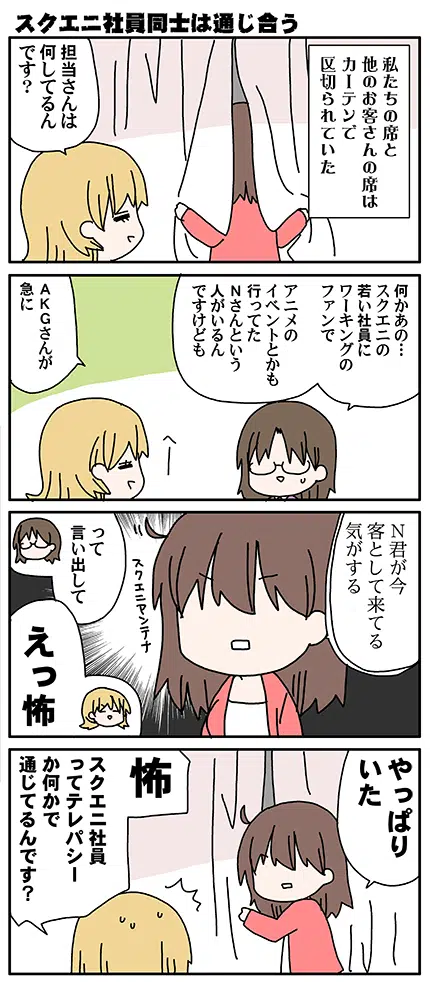 スクエニ社員同士は通じ合う
私たちの席と
他のお客さんの席は
カーテンで
区切られていた
担当さんは
何してるん
です?
何かあの…
スクエニの
若い社員に
ワーキングの
ファンで
アニメの
イベントとかも
行ってた
Nさんという
人がいるん
ですけども
AKGさんが
急に
N君が今
客として来てる
気がする
スクエニアンテナ
って
言い出して
えっ怖
やっぱり
いた
怖
スクエニ社員
ってテレパシー
か何かで
通じてるんです?